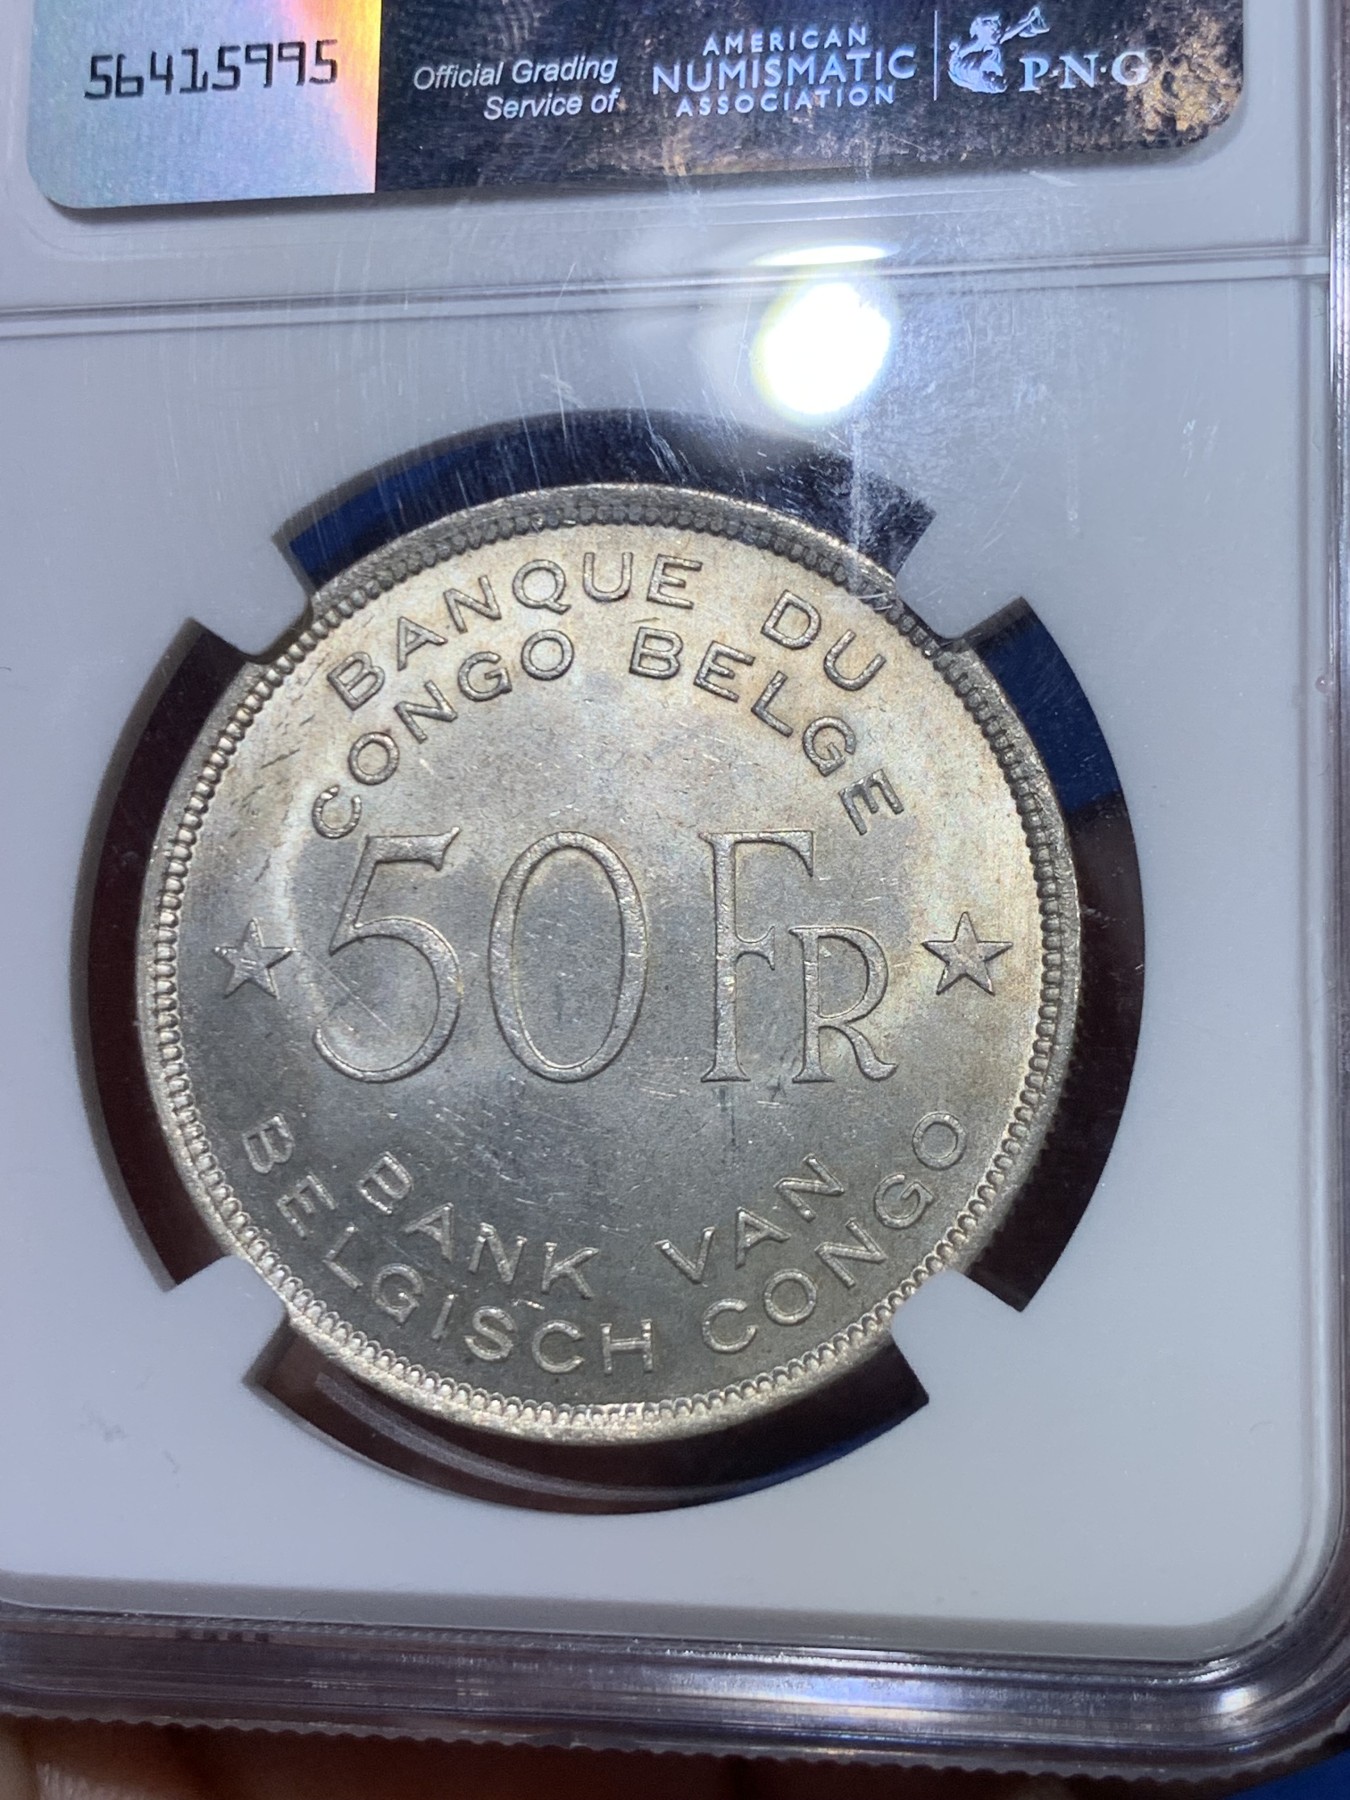 56415995
Official Grading
Service of
AMERICAN
NUMISMATIC
ASSOCIATION
P·N·G
BANQUE DU
CONGO BELGE
50 FR
BANK VAN
BELGISCH CONGO